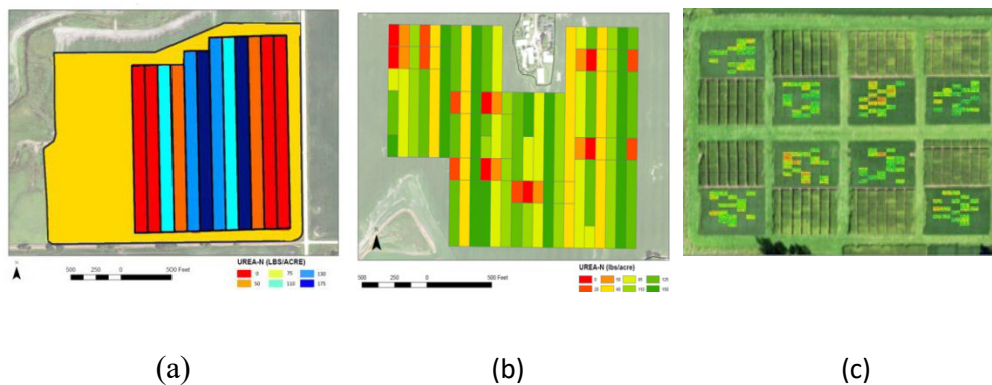 UREA-N (LBS/ACRE)
0 75 130
50 110 175
500 250 0 500 Feet
UREA-N (lbs/acre)
500 250 0 500 Feet
(a) (b) (c)